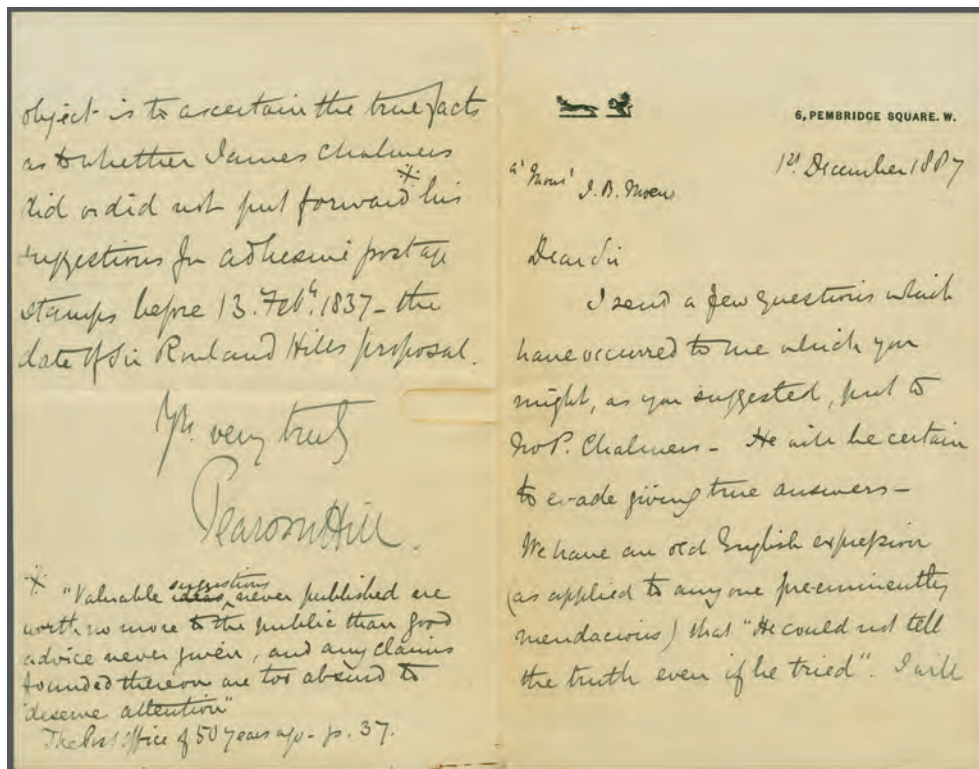 6, PEMBRIDGE SQUARE. W.
1st December 1887
J. B. Moens
Dear Sir
I send a few questions which
have occurred to me which you
might, as you suggested, put to
Mr P. Chalmers - He will be certain
to evade giving true answers -
We have an old English expression
(as applied to anyone preeminently
mendacious) that "He could not tell
the truth even if he tried". I will
object is to ascertain the true facts
as to whether James Chalmers
did or did not put forward * his
suggestions for adhesive postage
stamps before 13. Feby. 1837 - the
date of Sir Rowland Hills proposal.
Yrs. very truly
Pearson Hill.
* "Valuable suggestions never published are
worth no more to the public than good
advice never given, and any claims
founded thereon are too absurd to
deserve attention"
The Post Office of 50 years ago - p. 37.